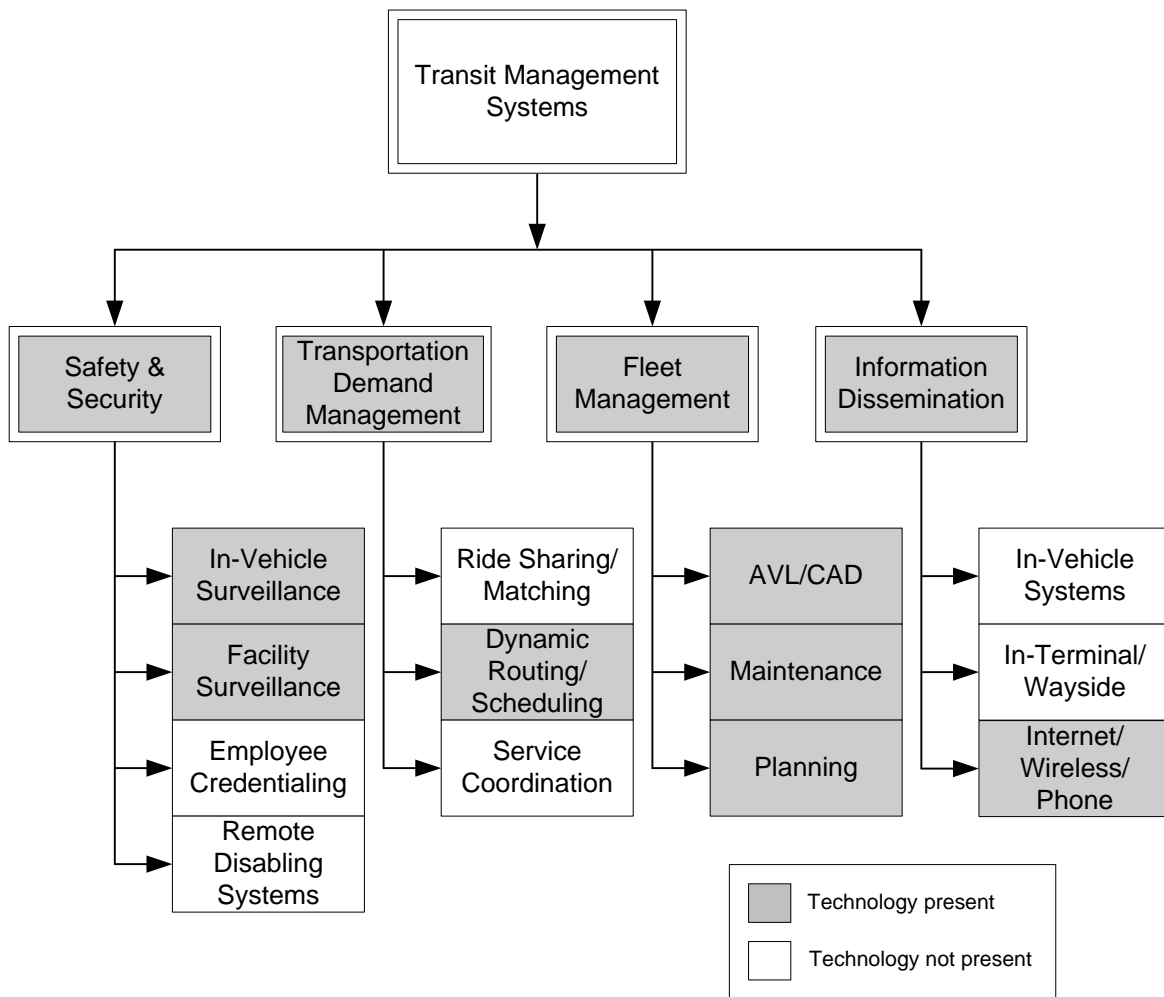 Transit Management
Systems
Safety &
Security
Transportation
Demand
Management
Fleet
Management
Information
Dissemination
In-Vehicle
Surveillance
Facility
Surveillance
Employee
Credentialing
Remote
Disabling
Systems
Ride Sharing/
Matching
Dynamic
Routing/
Scheduling
Service
Coordination
AVL/CAD
Maintenance
Planning
In-Vehicle
Systems
In-Terminal/
Wayside
Internet/
Wireless/
Phone
Technology present
Technology not present